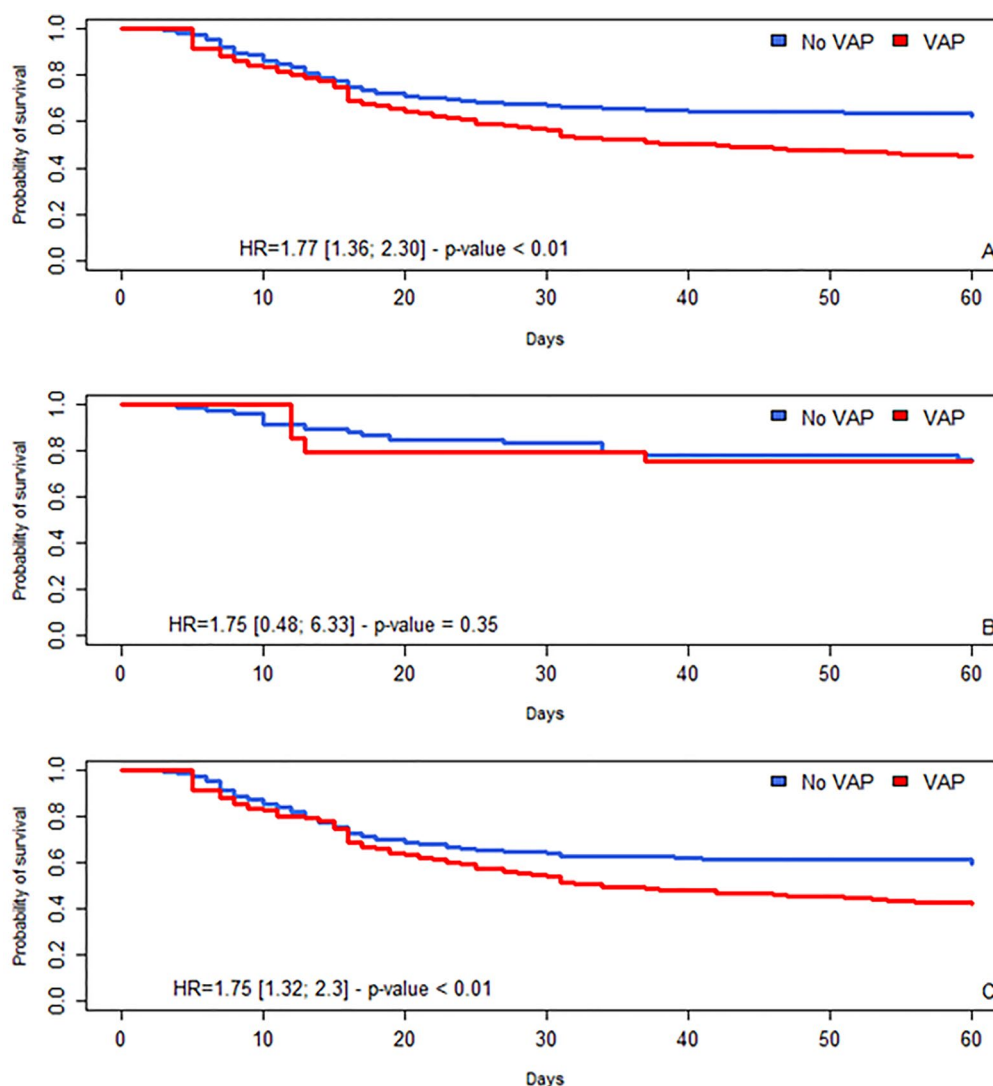 No VAP VAP
Probability of survival
1.0
0.8
0.6
0.4
0.2
0.0
HR=1.77 [1.36; 2.30] - p-value < 0.01
A
0 10 20 30 40 50 60
Days
No VAP VAP
Probability of survival
1.0
0.8
0.6
0.4
0.2
0.0
HR=1.75 [0.48; 6.33] - p-value = 0.35
B
0 10 20 30 40 50 60
Days
No VAP VAP
Probability of survival
1.0
0.8
0.6
0.4
0.2
0.0
HR=1.75 [1.32; 2.3] - p-value < 0.01
C
0 10 20 30 40 50 60
Days